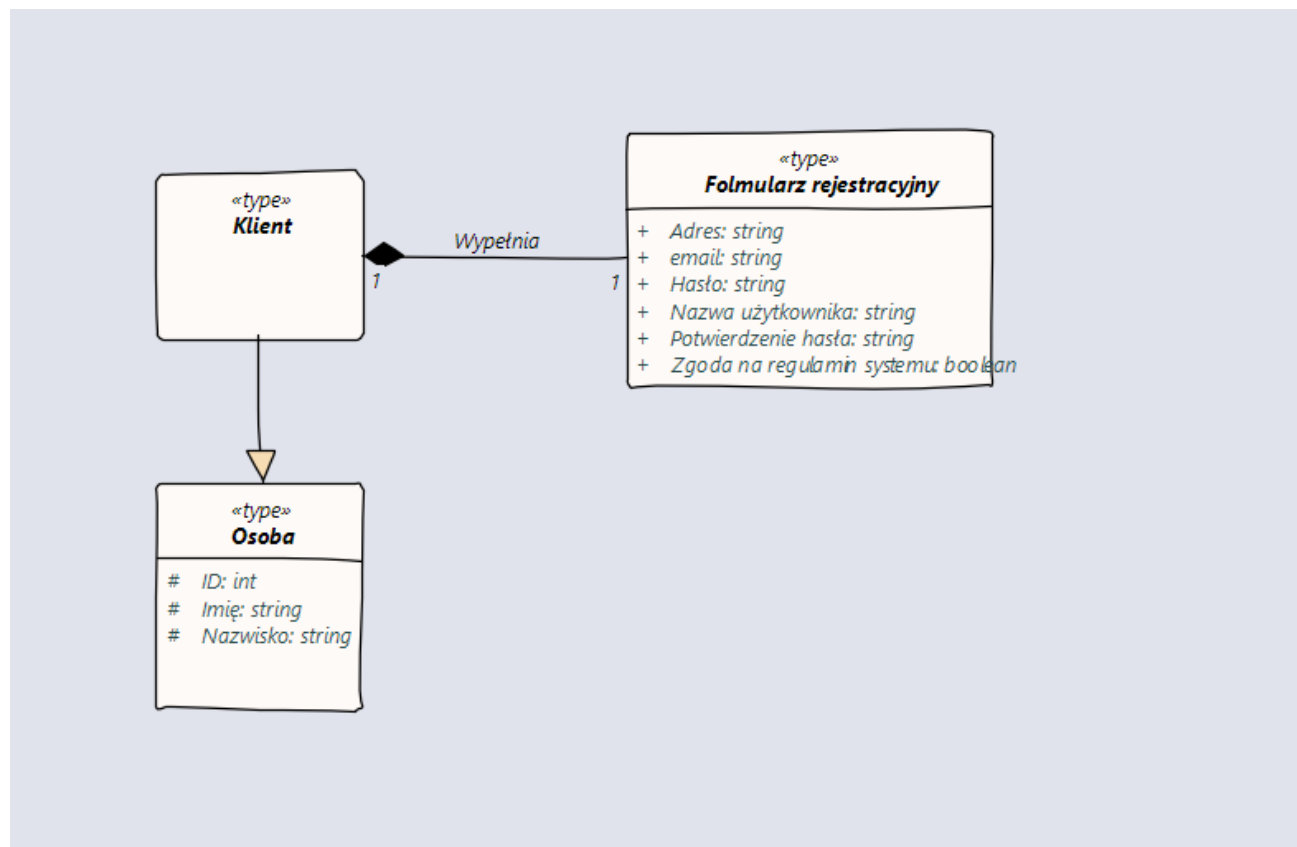 «type»
Klient
Wypełnia
1
1
«type»
Folmularz rejestracyjny
+ Adres: string
+ email: string
+ Hasło: string
+ Nazwa użytkownika: string
+ Potwierdzenie hasła: string
+ Zgoda na regulamin systemu: boolean
«type»
Osoba
# ID: int
# Imię: string
# Nazwisko: string